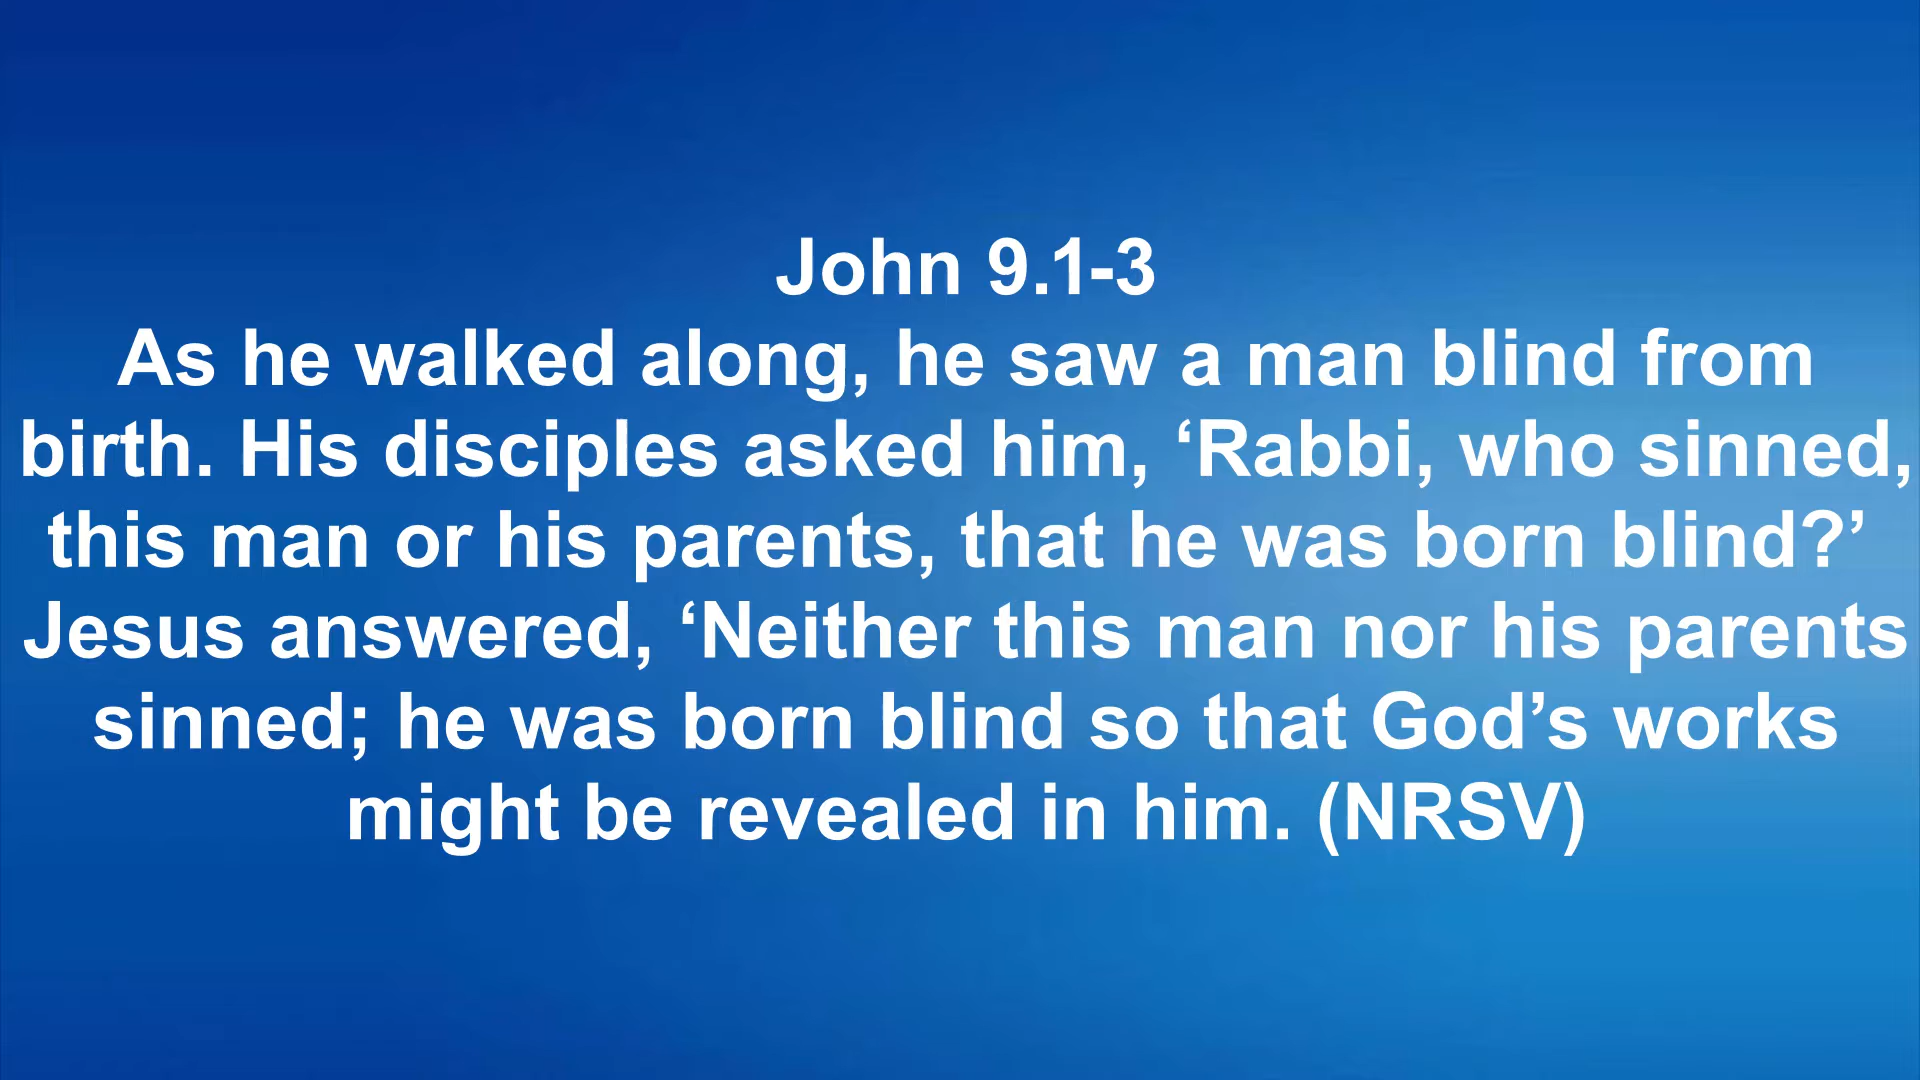 John 9.1-3
As he walked along, he saw a man blind from
birth. His disciples asked him, ‘Rabbi, who sinned,
this man or his parents, that he was born blind?’
Jesus answered, ‘Neither this man nor his parents
sinned; he was born blind so that God’s works
might be revealed in him. (NRSV)